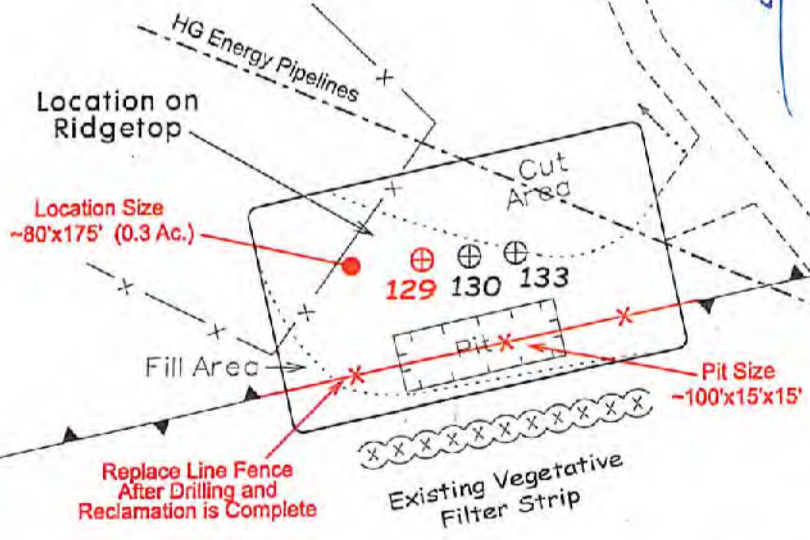 HG Energy Pipelines
Location on
Ridgetop
Cut
Area
Location Size
~80'x175' (0.3 Ac.)
129 130 133
Fill Area
Pit
Pit Size
~100'x15'x15'
Replace Line Fence
After Drilling and
Reclamation is Complete
Existing Vegetative
Filter Strip